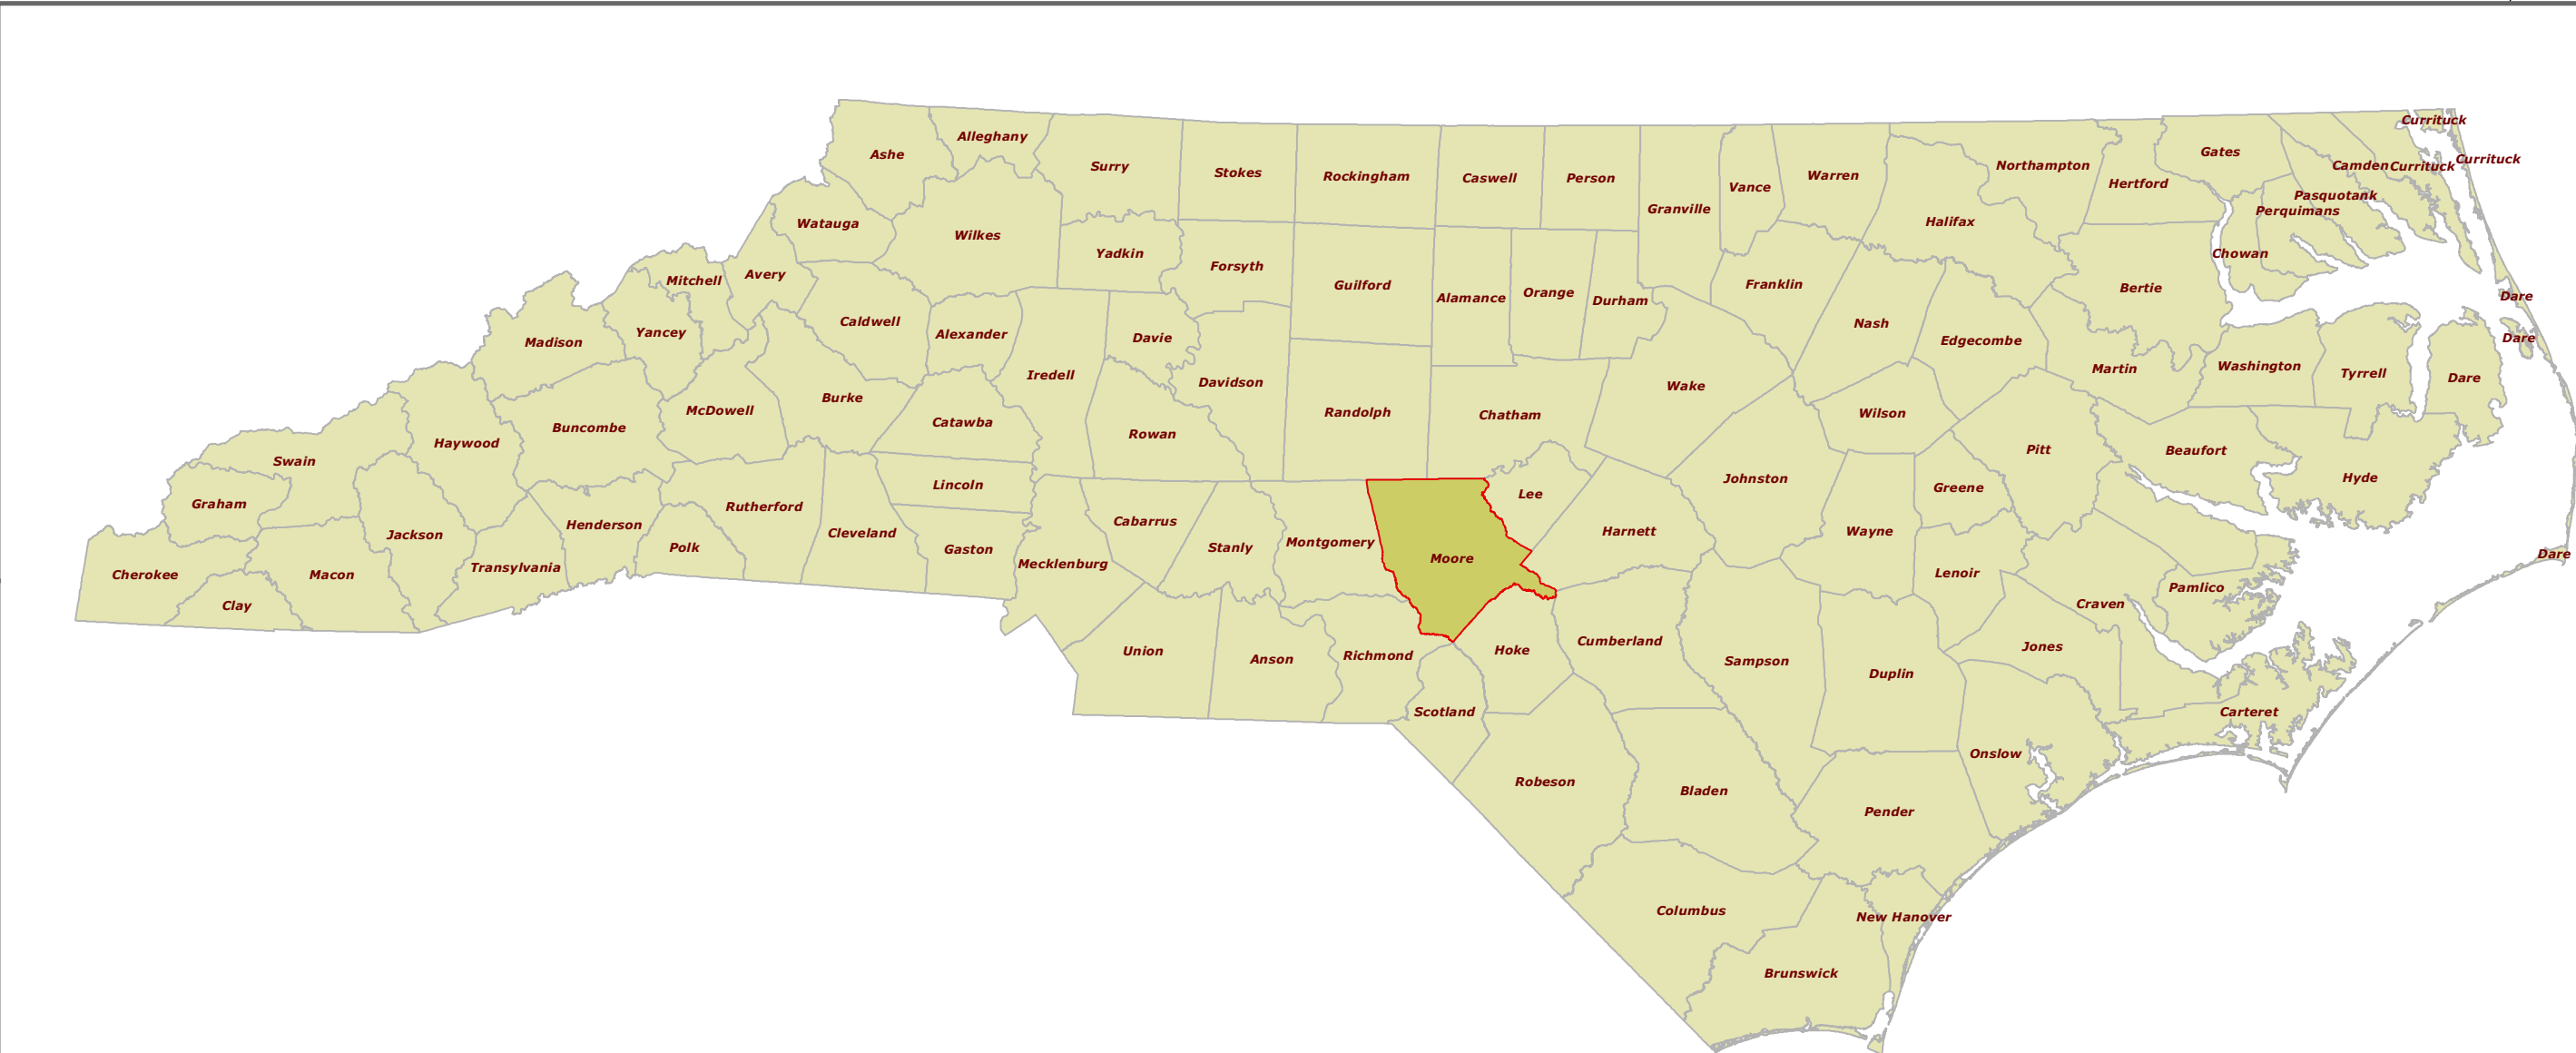 Currituck
Alleghany
Ashe
Gates
Currituck
Surry
Northampton
Camden
Currituck
Stokes
Rockingham
Caswell
Person
Warren
Hertford
Vance
Pasquotank
Granville
Perquimans
Halifax
Watauga
Wilkes
Yadkin
Chowan
Forsyth
Avery
Mitchell
Guilford
Franklin
Bertie
Orange
Dare
Alamance
Durham
Caldwell
Nash
Yancey
Alexander
Dare
Davie
Madison
Edgecombe
Washington
Martin
Tyrrell
Iredell
Dare
Davidson
Wake
Burke
McDowell
Randolph
Chatham
Wilson
Catawba
Buncombe
Rowan
Haywood
Pitt
Beaufort
Swain
Johnston
Hyde
Lincoln
Greene
Lee
Graham
Rutherford
Cabarrus
Henderson
Harnett
Wayne
Cleveland
Jackson
Montgomery
Polk
Stanly
Gaston
Dare
Moore
Mecklenburg
Transylvania
Lenoir
Cherokee
Macon
Pamlico
Clay
Craven
Cumberland
Jones
Union
Hoke
Richmond
Anson
Sampson
Duplin
Scotland
Carteret
Onslow
Robeson
Bladen
Pender
Columbus
New Hanover
Brunswick